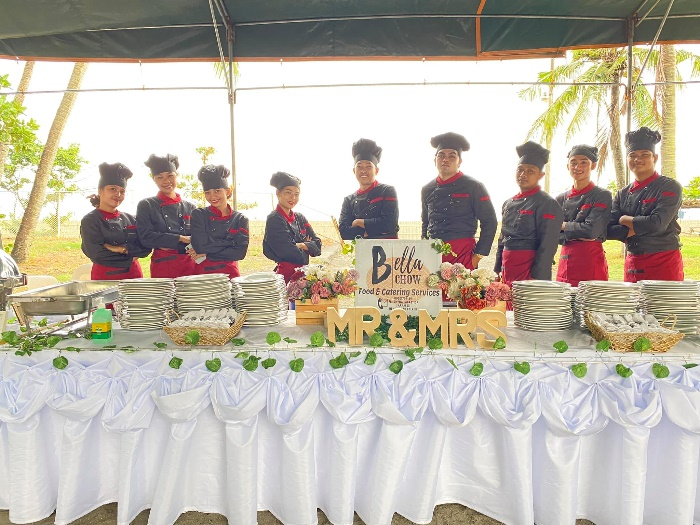 Bella
CHOW
Food & Catering Services
MR&MRS